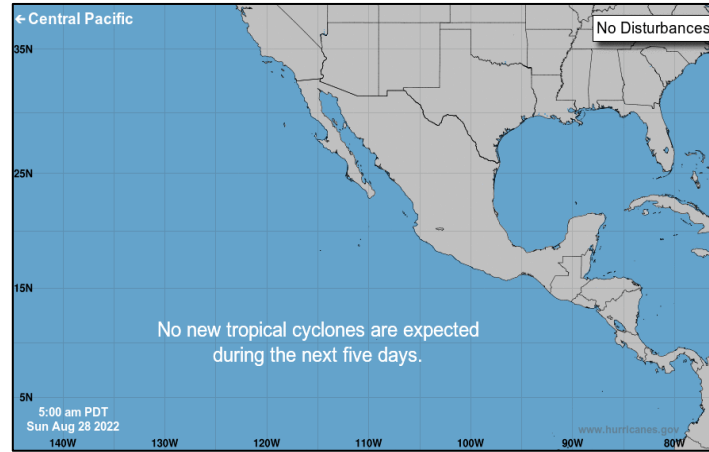 ← Central Pacific
No Disturbances
35N
25N
15N
No new tropical cyclones are expected
during the next five days.
5N
5:00 am PDT
Sun Aug 28 2022
www.hurricanes.gov
140W 130W 120W 110W 100W 90W 80W